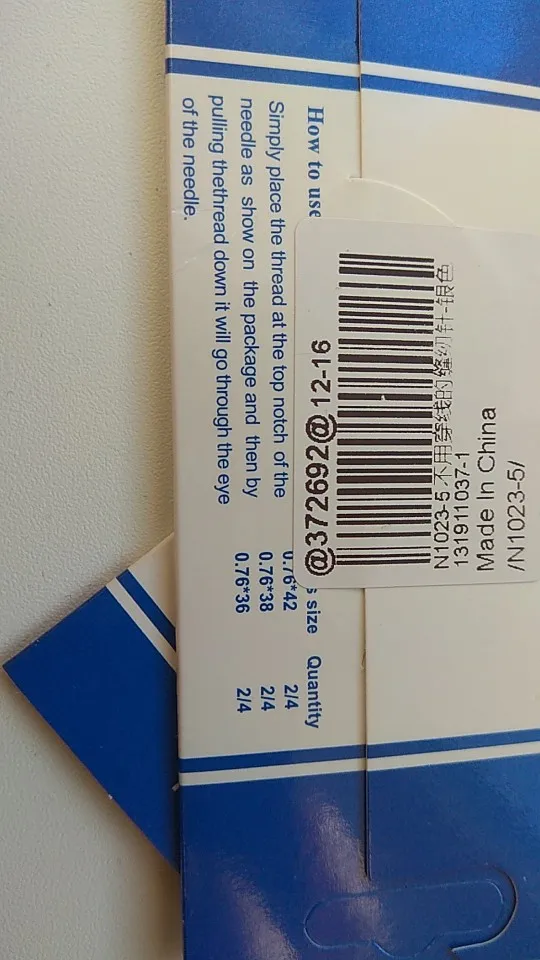 How to use
Simply place the thread at the top notch of the
needle as show on the package and then by
pulling thethread down it will go through the eye
of the needle.
size Quantity
0.76*42 2/4
0.76*38 2/4
0.76*36 2/4
@372692@12-16
N1023-5不用穿线的缝纫针-银色
131911037-1
Made In China
/N1023-5/